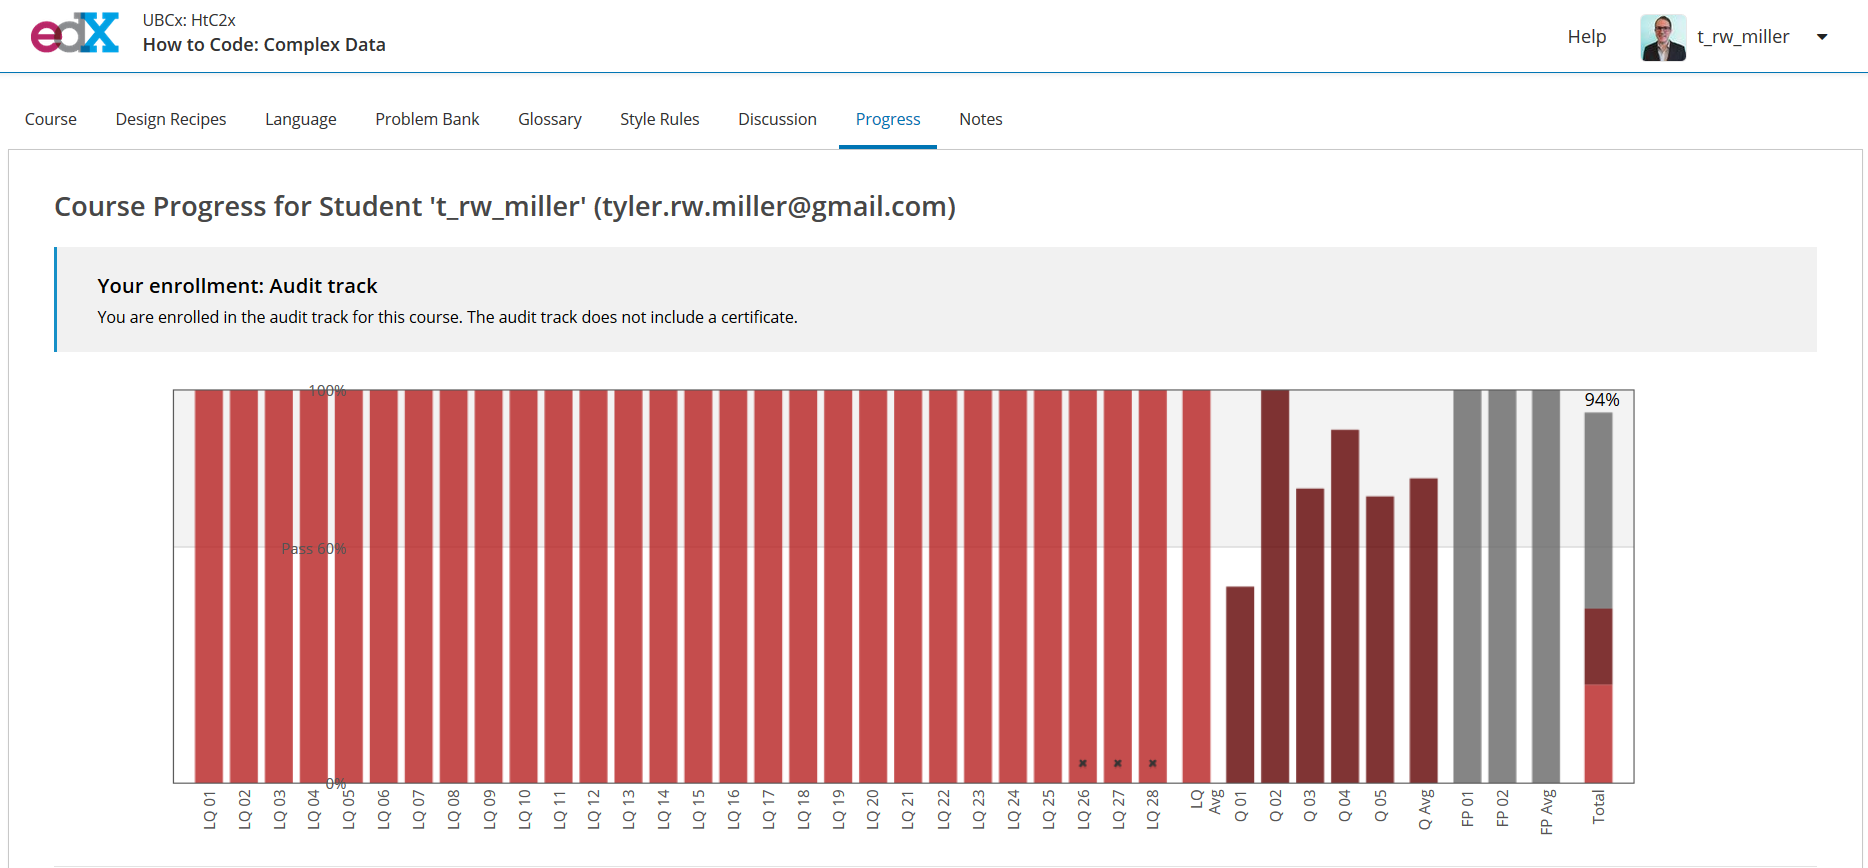 edX
UBCx: HtC2x
How to Code: Complex Data
Help
t_rw_miller
Course
Design Recipes
Language
Problem Bank
Glossary
Style Rules
Discussion
Progress
Notes
Course Progress for Student 't_rw_miller' (tyler.rw.miller@gmail.com)
Your enrollment: Audit track
You are enrolled in the audit track for this course. The audit track does not include a certificate.
100%
94%
Pass 60%
0%
LQ 01
LQ 02
LQ 03
LQ 04
LQ 05
LQ 06
LQ 07
LQ 08
LQ 09
LQ 10
LQ 11
LQ 12
LQ 13
LQ 14
LQ 15
LQ 16
LQ 17
LQ 18
LQ 19
LQ 20
LQ 21
LQ 22
LQ 23
LQ 24
LQ 25
LQ 26
LQ 27
LQ 28
LQ
Avg
Q 01
Q 02
Q 03
Q 04
Q 05
Q Avg
FP 01
FP 02
FP Avg
Total